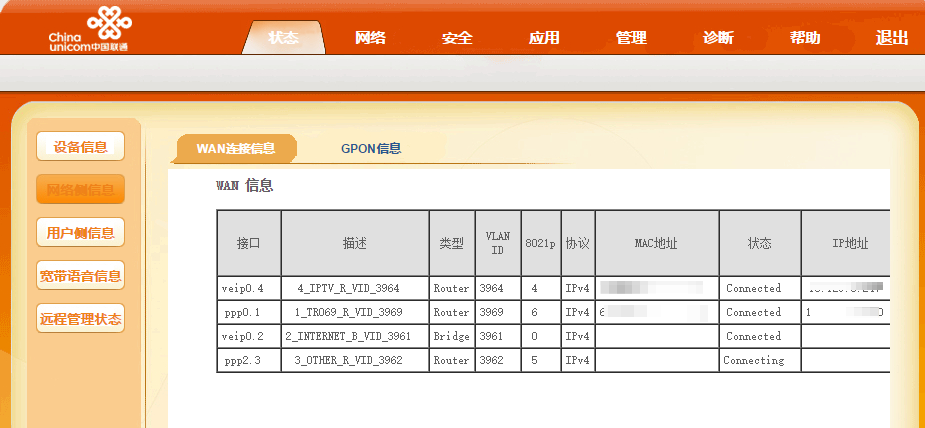 China
unicom中国联通
状态 网络 安全 应用 管理 诊断 帮助 退出
设备信息
网络侧信息
用户侧信息
宽带语音信息
远程管理状态
WAN连接信息 GPON信息
WAN 信息
接口 描述 类型 VLAN ID 8021p 协议 MAC地址 状态 IP地址
veip0.4 4_IPTV_R_VID_3964 Router 3964 4 IPv4 Connected
ppp0.1 1_TR069_R_VID_3969 Router 3969 6 IPv4 6 Connected 1 0
veip0.2 2_INTERNET_B_VID_3961 Bridge 3961 0 IPv4 Connected
ppp2.3 3_OTHER_R_VID_3962 Router 3962 5 IPv4 Connecting